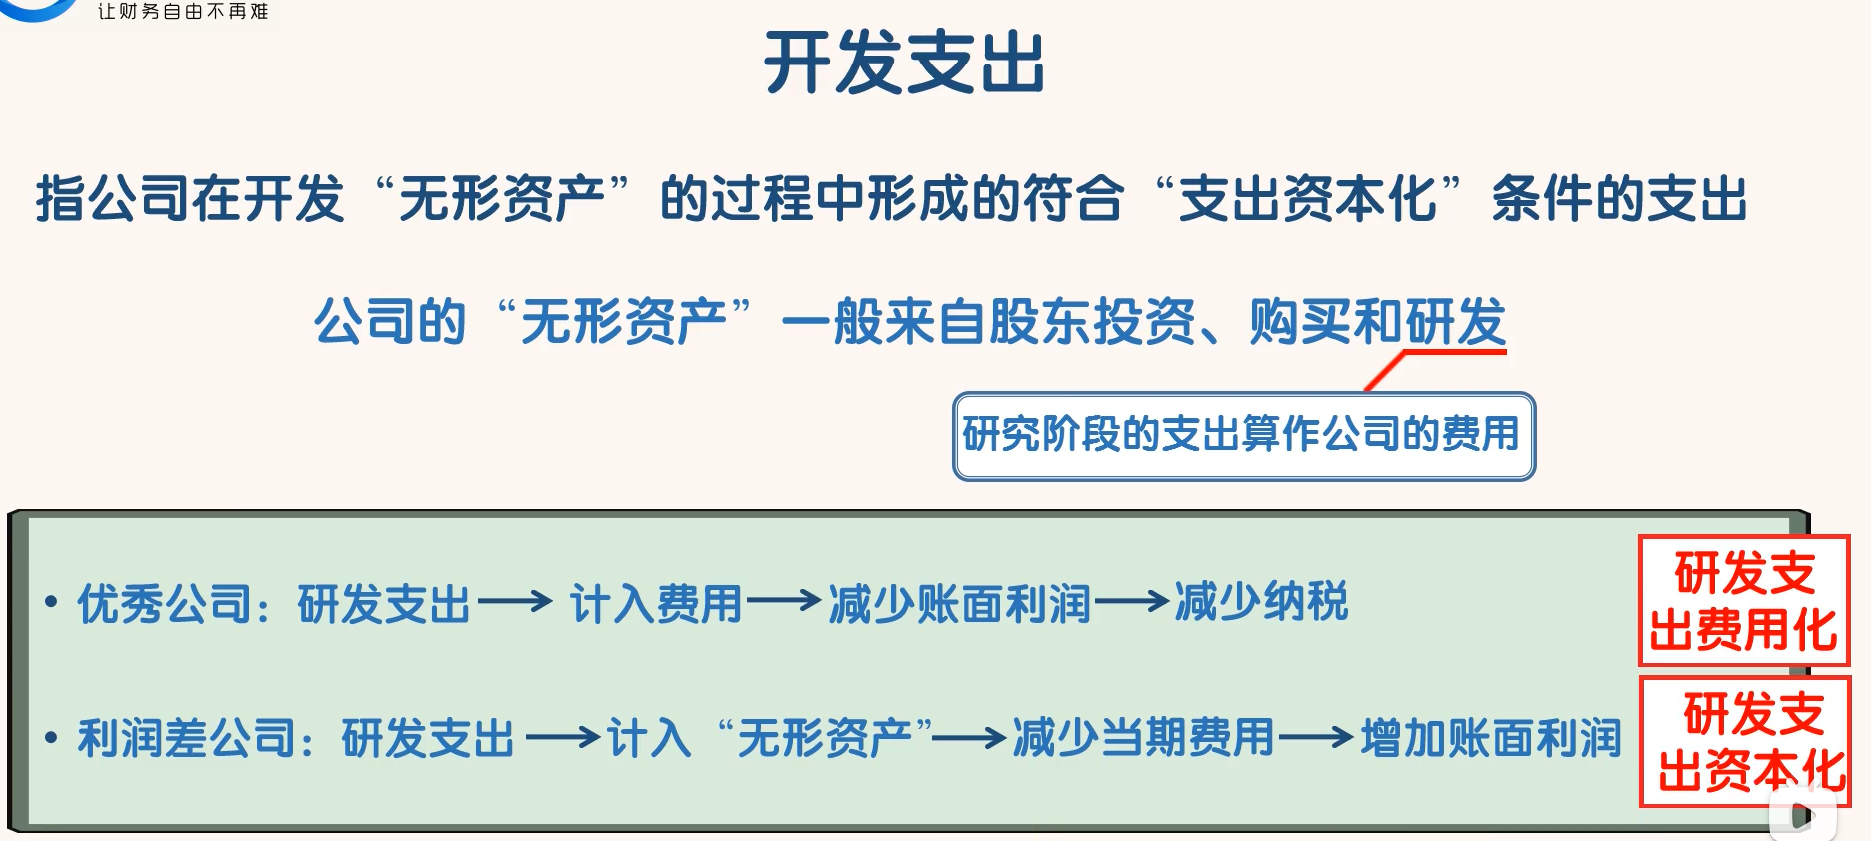 让财务自由不再难
开发支出
指公司在开发“无形资产”的过程中形成的符合“支出资本化”条件的支出
公司的“无形资产”一般来自股东投资、购买和研发
研究阶段的支出算作公司的费用
• 优秀公司：研发支出→计入费用→减少账面利润→减少纳税
研发支
出费用化
• 利润差公司：研发支出→计入“无形资产”→减少当期费用→增加账面利润
研发支
出资本化